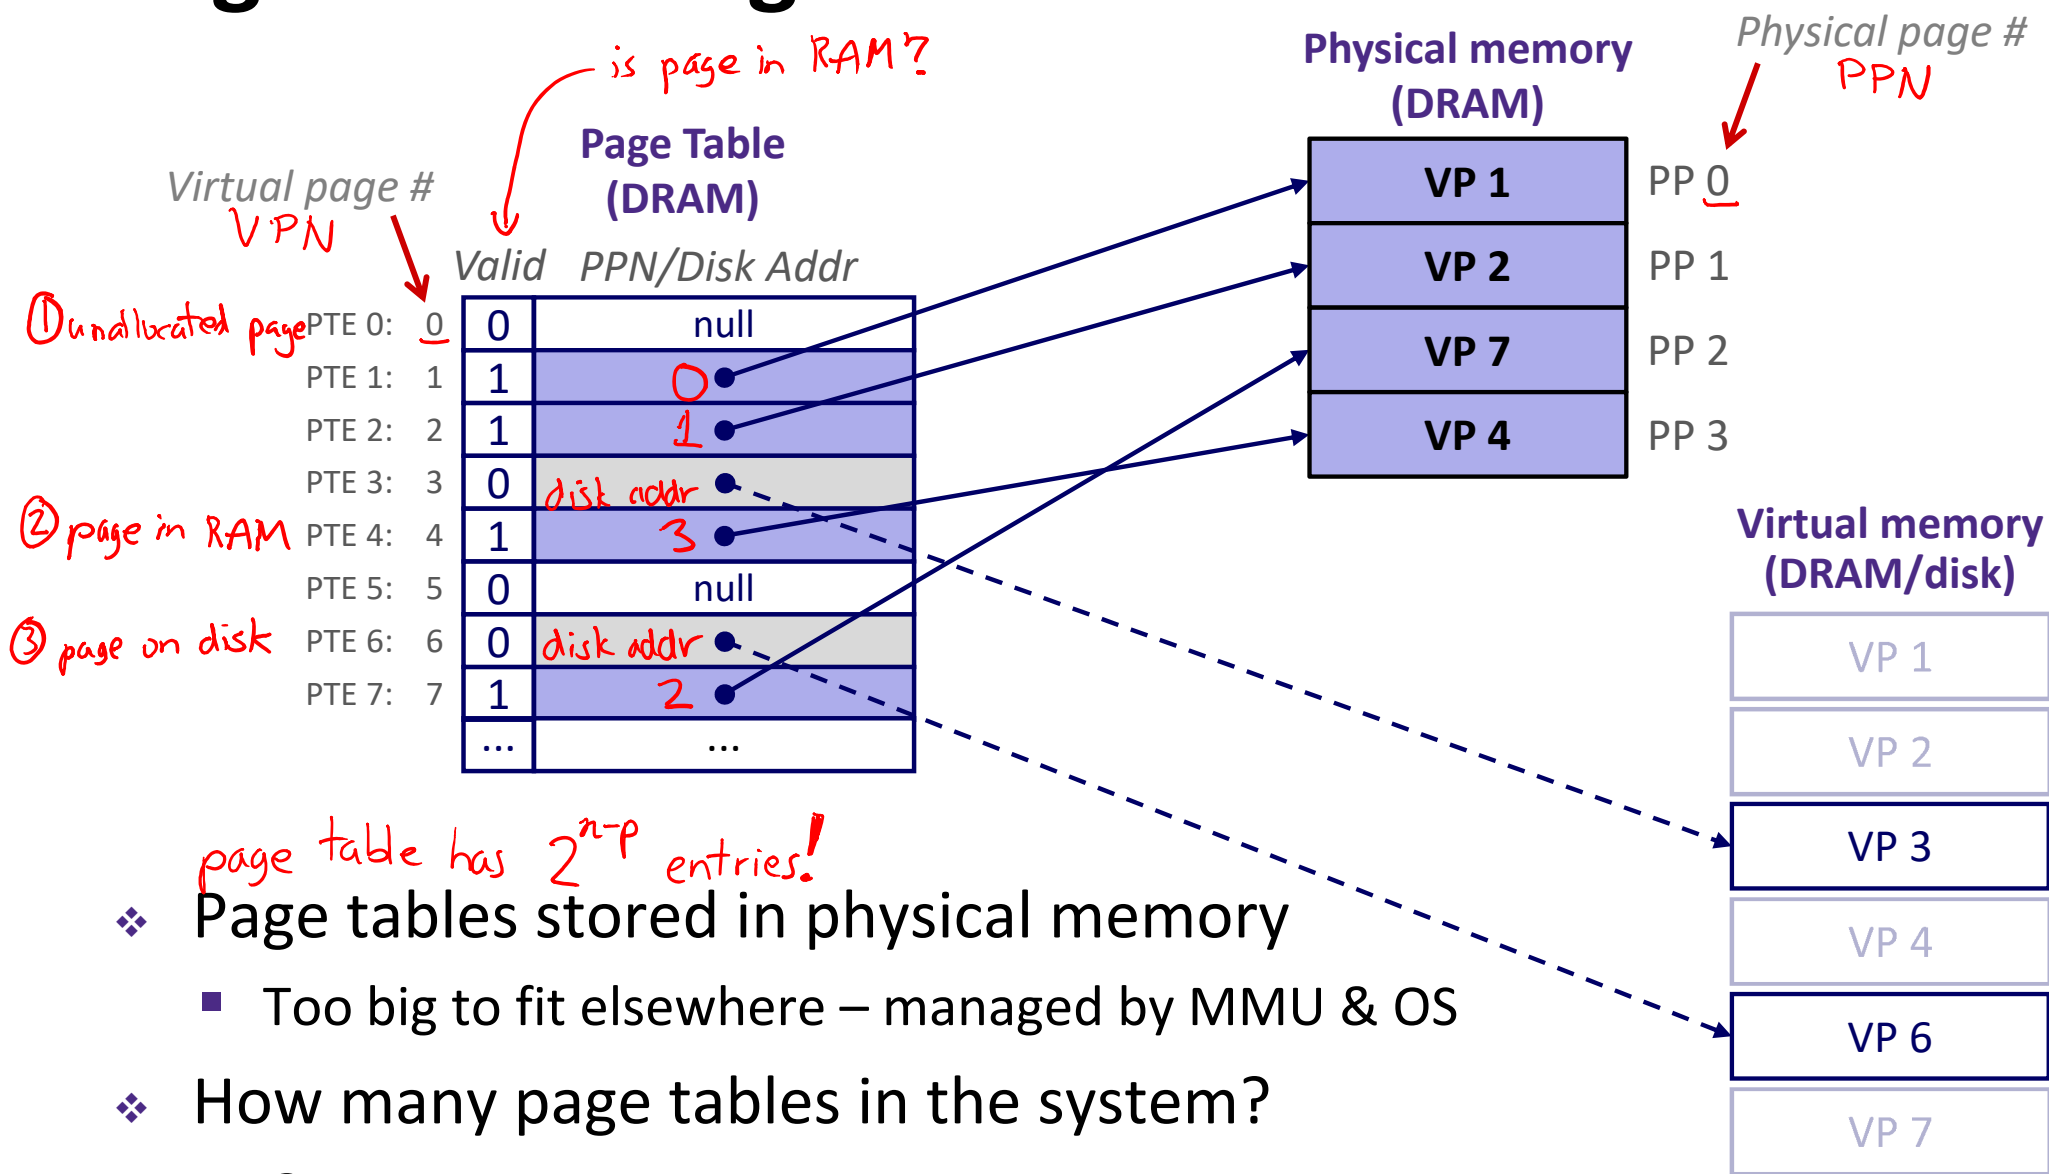 is page in RAM?
Physical memory
(DRAM)
Physical page #
PPN
Page Table
(DRAM)
Virtual page #
VPN
Valid PPN/Disk Addr
① unallocated page PTE 0: 0 0 null
PTE 1: 1 1 0
PTE 2: 2 1 1
PTE 3: 3 0 disk addr
② page in RAM PTE 4: 4 1 3
PTE 5: 5 0 null
③ page on disk PTE 6: 6 0 disk addr
PTE 7: 7 1 2
... ...
VP 1 PP 0
VP 2 PP 1
VP 7 PP 2
VP 4 PP 3
Virtual memory
(DRAM/disk)
VP 1
VP 2
VP 3
VP 4
VP 6
VP 7
page table has 2^n-p entries!
❖ Page tables stored in physical memory
▪ Too big to fit elsewhere – managed by MMU & OS
❖ How many page tables in the system?